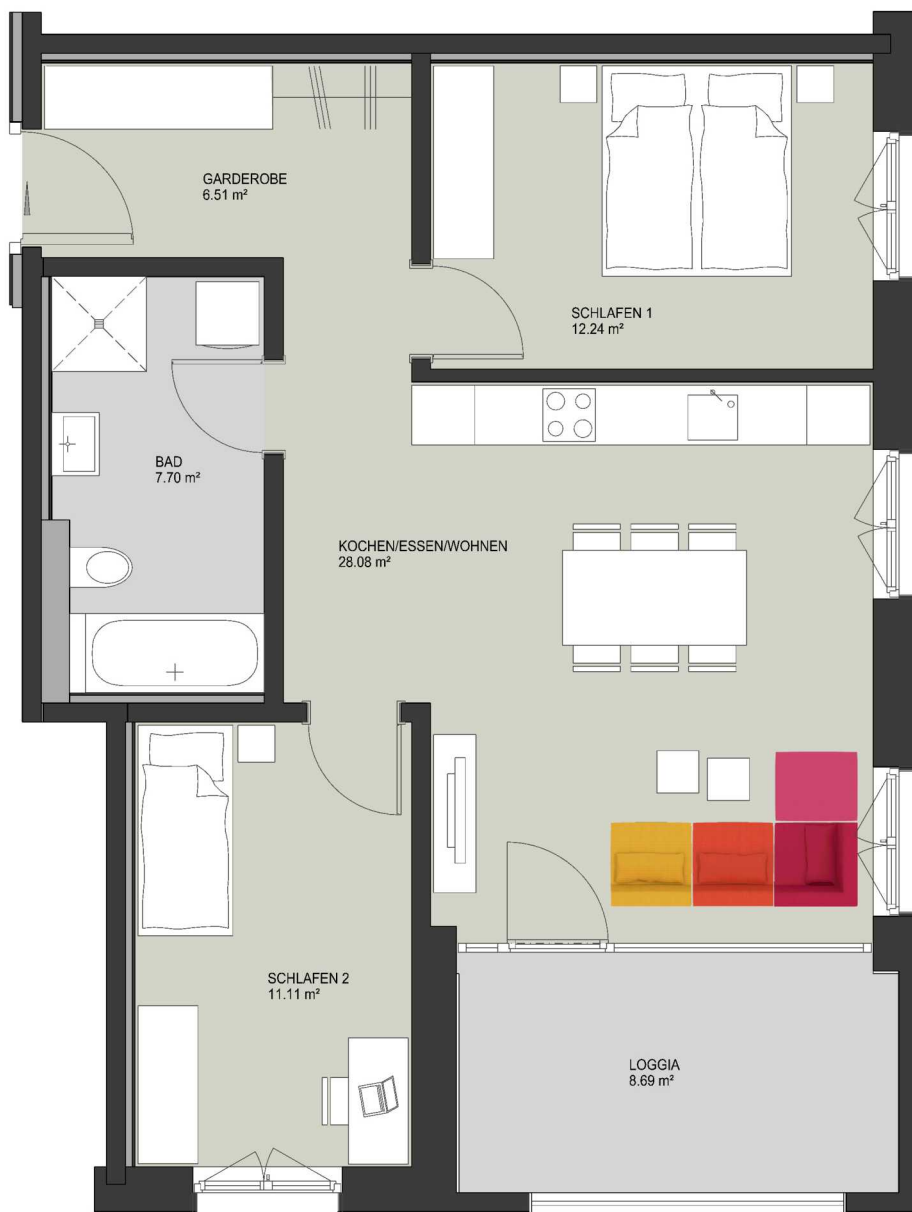 GARDEROBE
6.51 m²
SCHLAFEN 1
12.24 m²
BAD
7.70 m²
KOCHEN/ESSEN/WOHNEN
28.08 m²
SCHLAFEN 2
11.11 m²
LOGGIA
8.69 m²